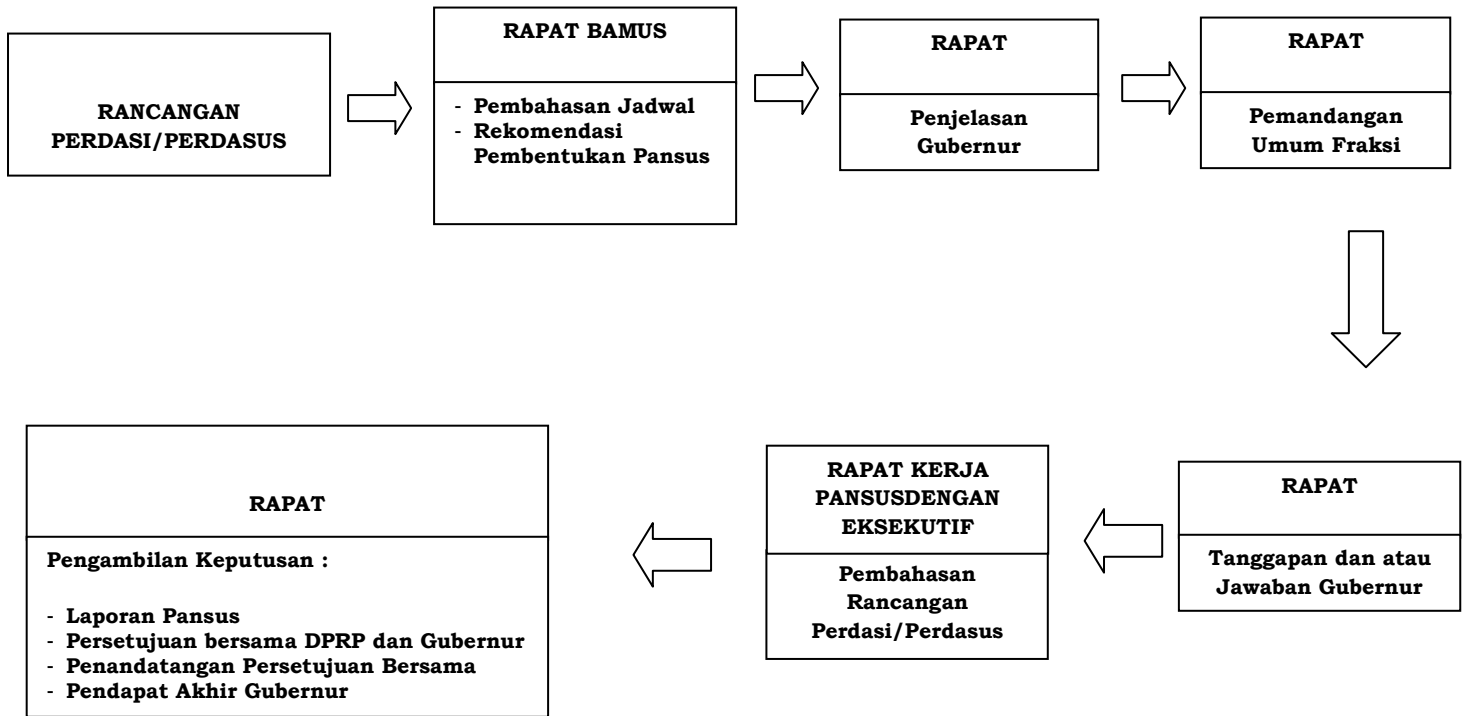 RANCANGAN
PERDASI/PERDASUS
RAPAT BAMUS
- Pembahasan Jadwal
- Rekomendasi
Pembentukan Pansus
RAPAT
Penjelasan
Gubernur
RAPAT
Pemandangan
Umum Fraksi
RAPAT
Tanggapan dan atau
Jawaban Gubernur
RAPAT KERJA
PANSUSDENGAN
EKSEKUTIF
Pembahasan
Rancangan
Perdasi/Perdasus
RAPAT
Pengambilan Keputusan :
- Laporan Pansus
- Persetujuan bersama DPRP dan Gubernur
- Penandatangan Persetujuan Bersama
- Pendapat Akhir Gubernur